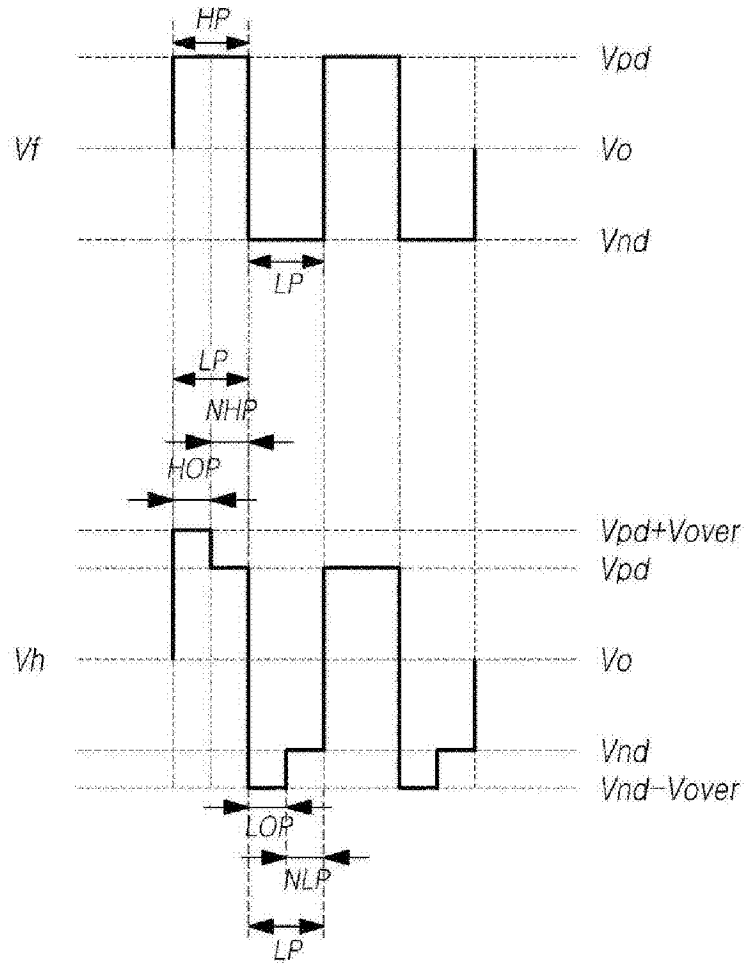 HP
Vpd
Vf
Vo
Vnd
LP
LP
NHP
HOP
Vpd+Vover
Vpd
Vh
Vo
Vnd
Vnd-Vover
LOP
NLP
LP